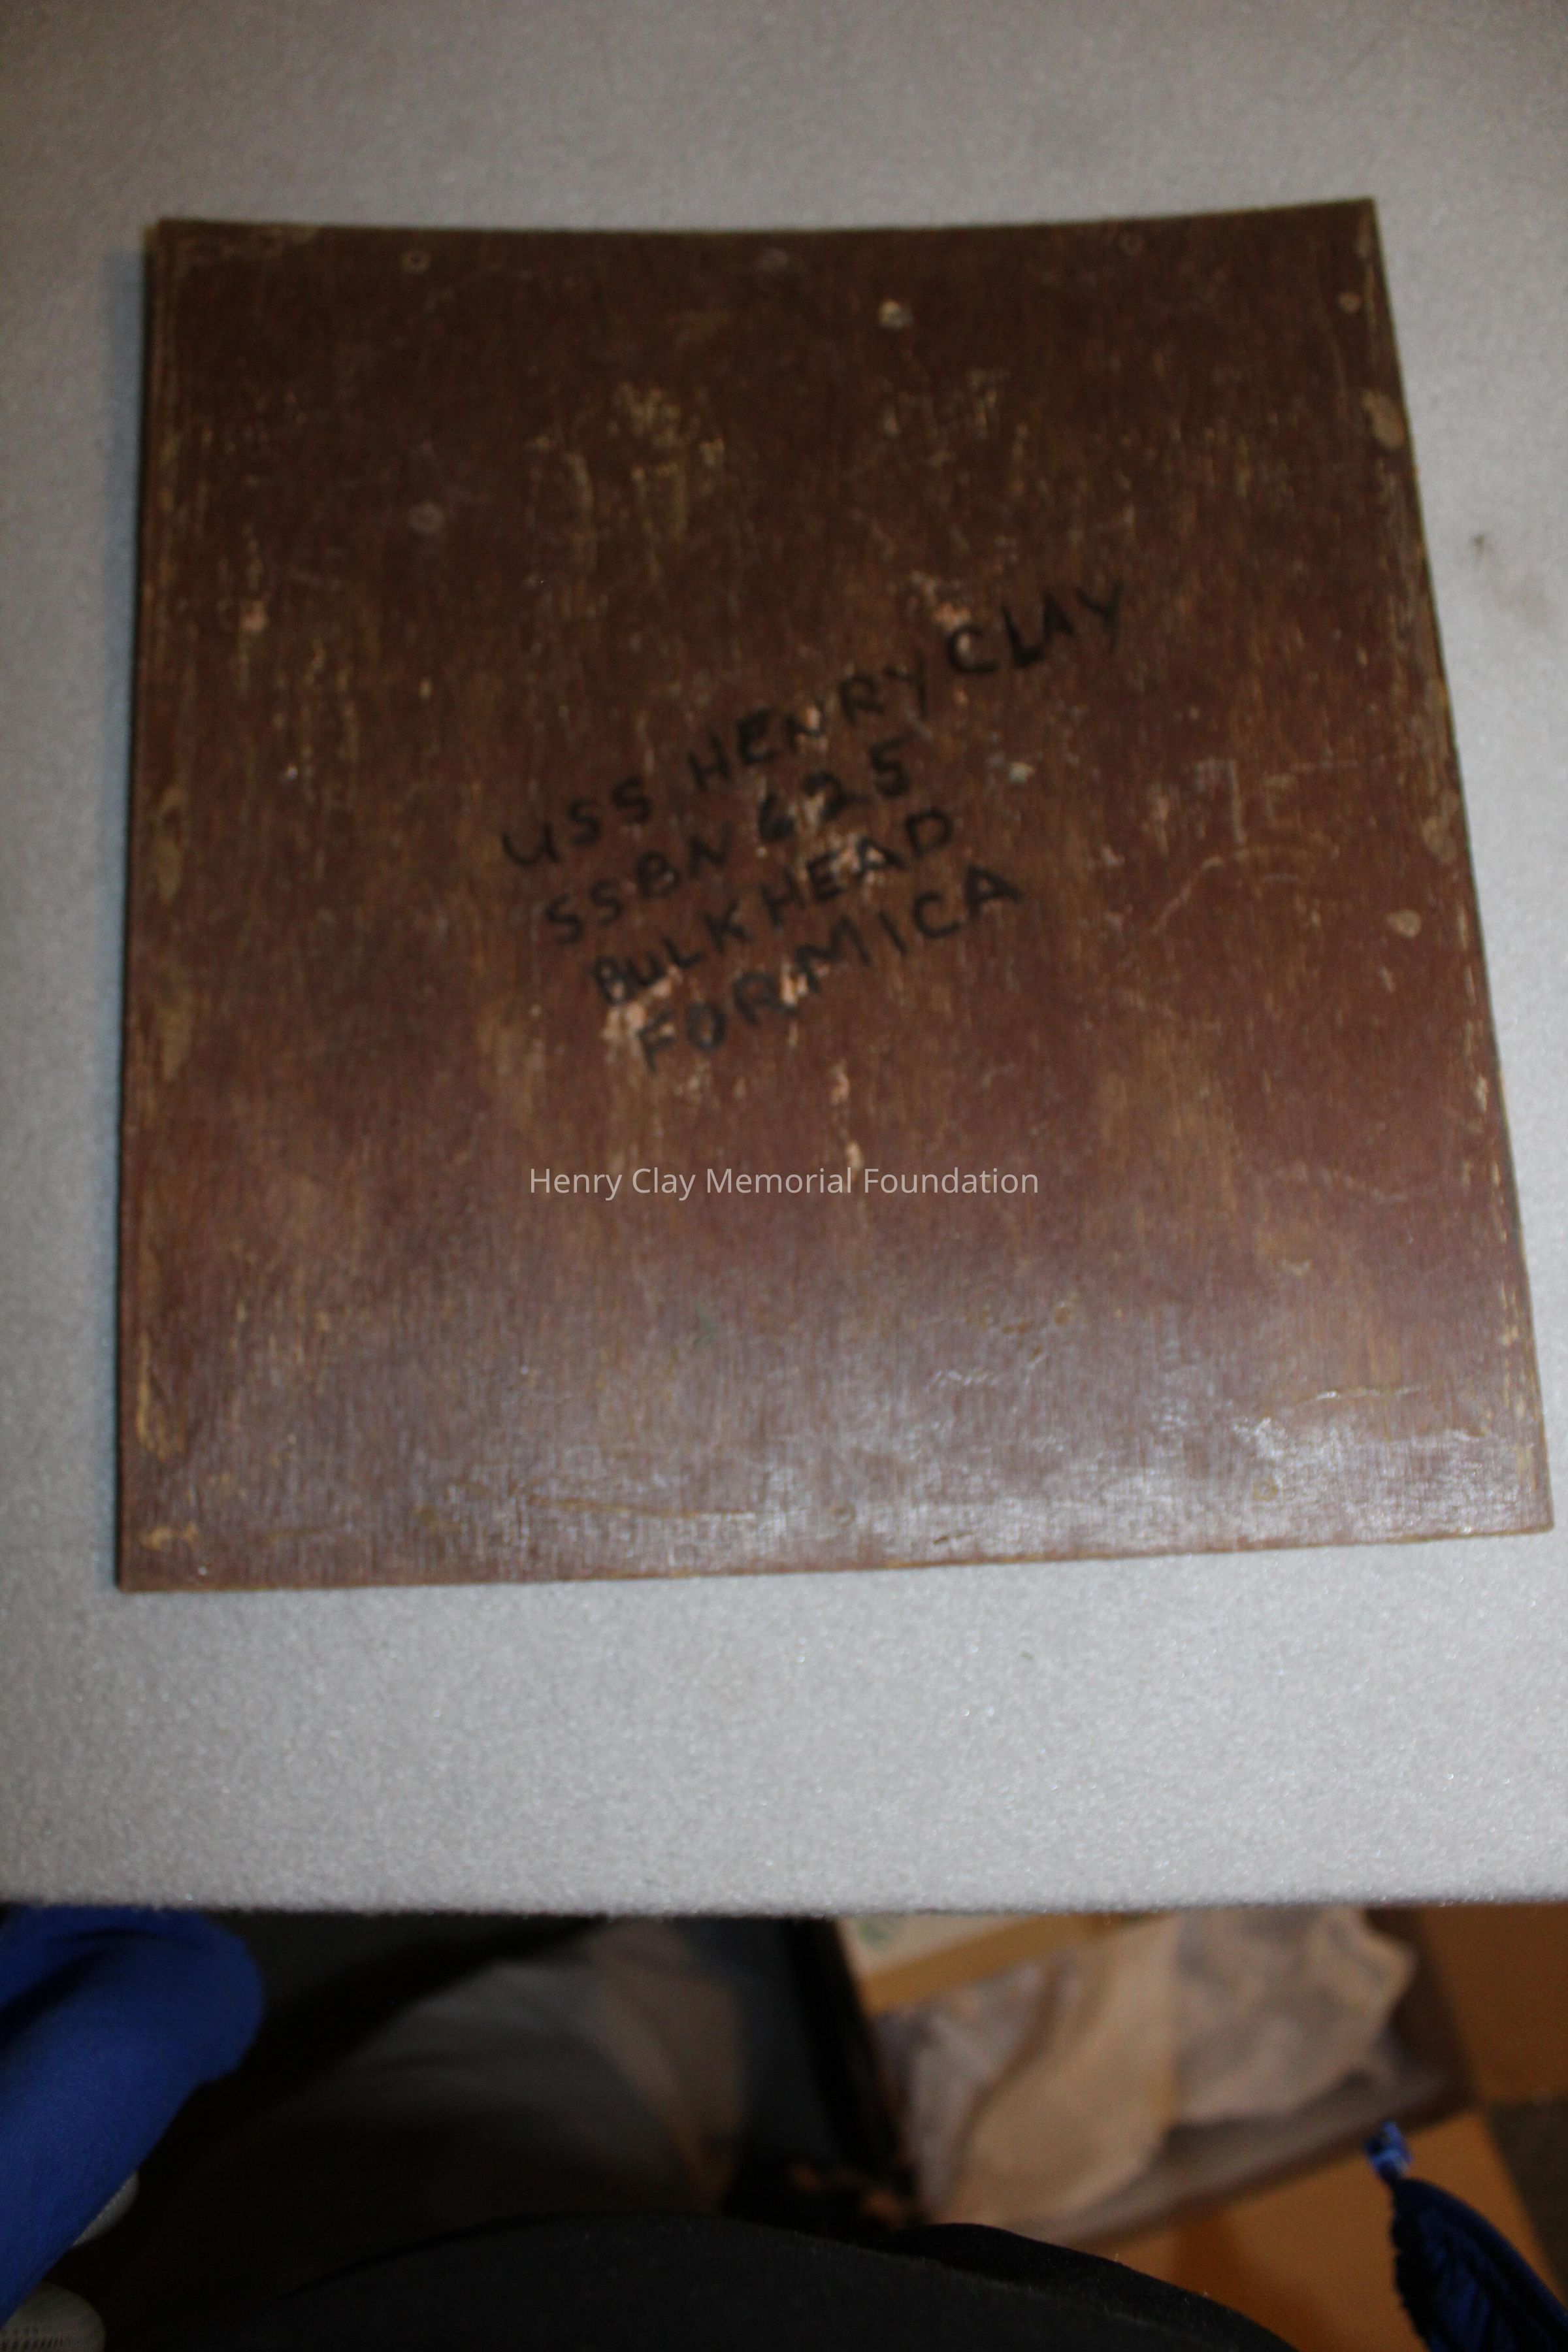 USS HENRY CLAY
SSBN 625
BULKHEAD
FORMICA
Henry Clay Memorial Foundation